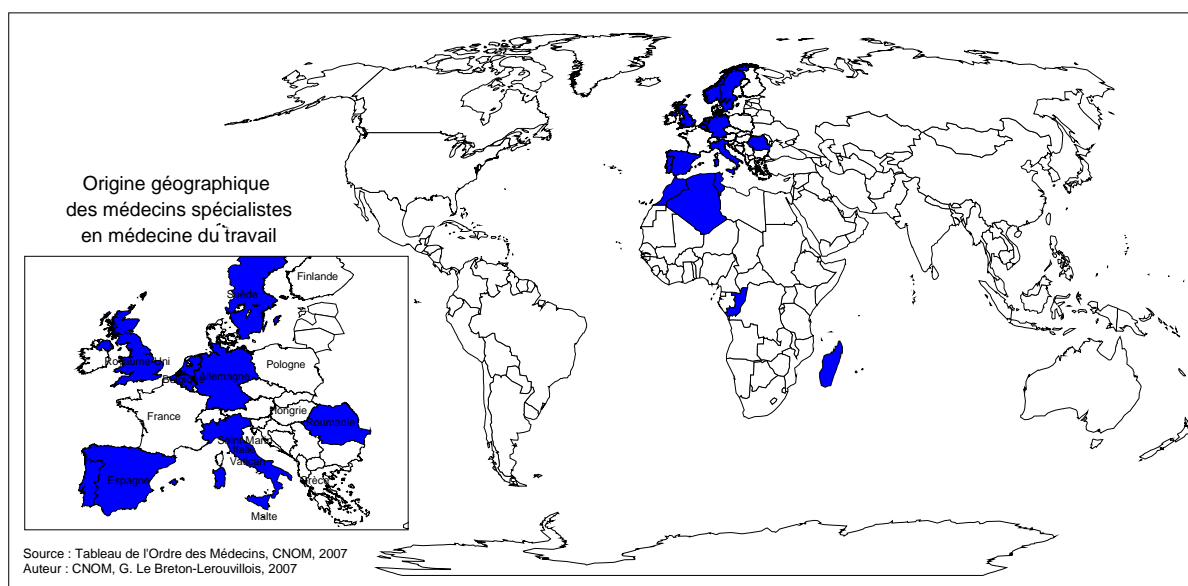 Origine géographique
des médecins spécialistes
en médecine du travail
Finlande
Suède
Royaume-Uni
Pologne
Belgique
Allemagne
France
Hongrie
Roumanie
Saint-Marin
Italie
Vatican
Espagne
Grèce
Malte
Source : Tableau de l'Ordre des Médecins, CNOM, 2007
Auteur : CNOM, G. Le Breton-Lerouvillois, 2007